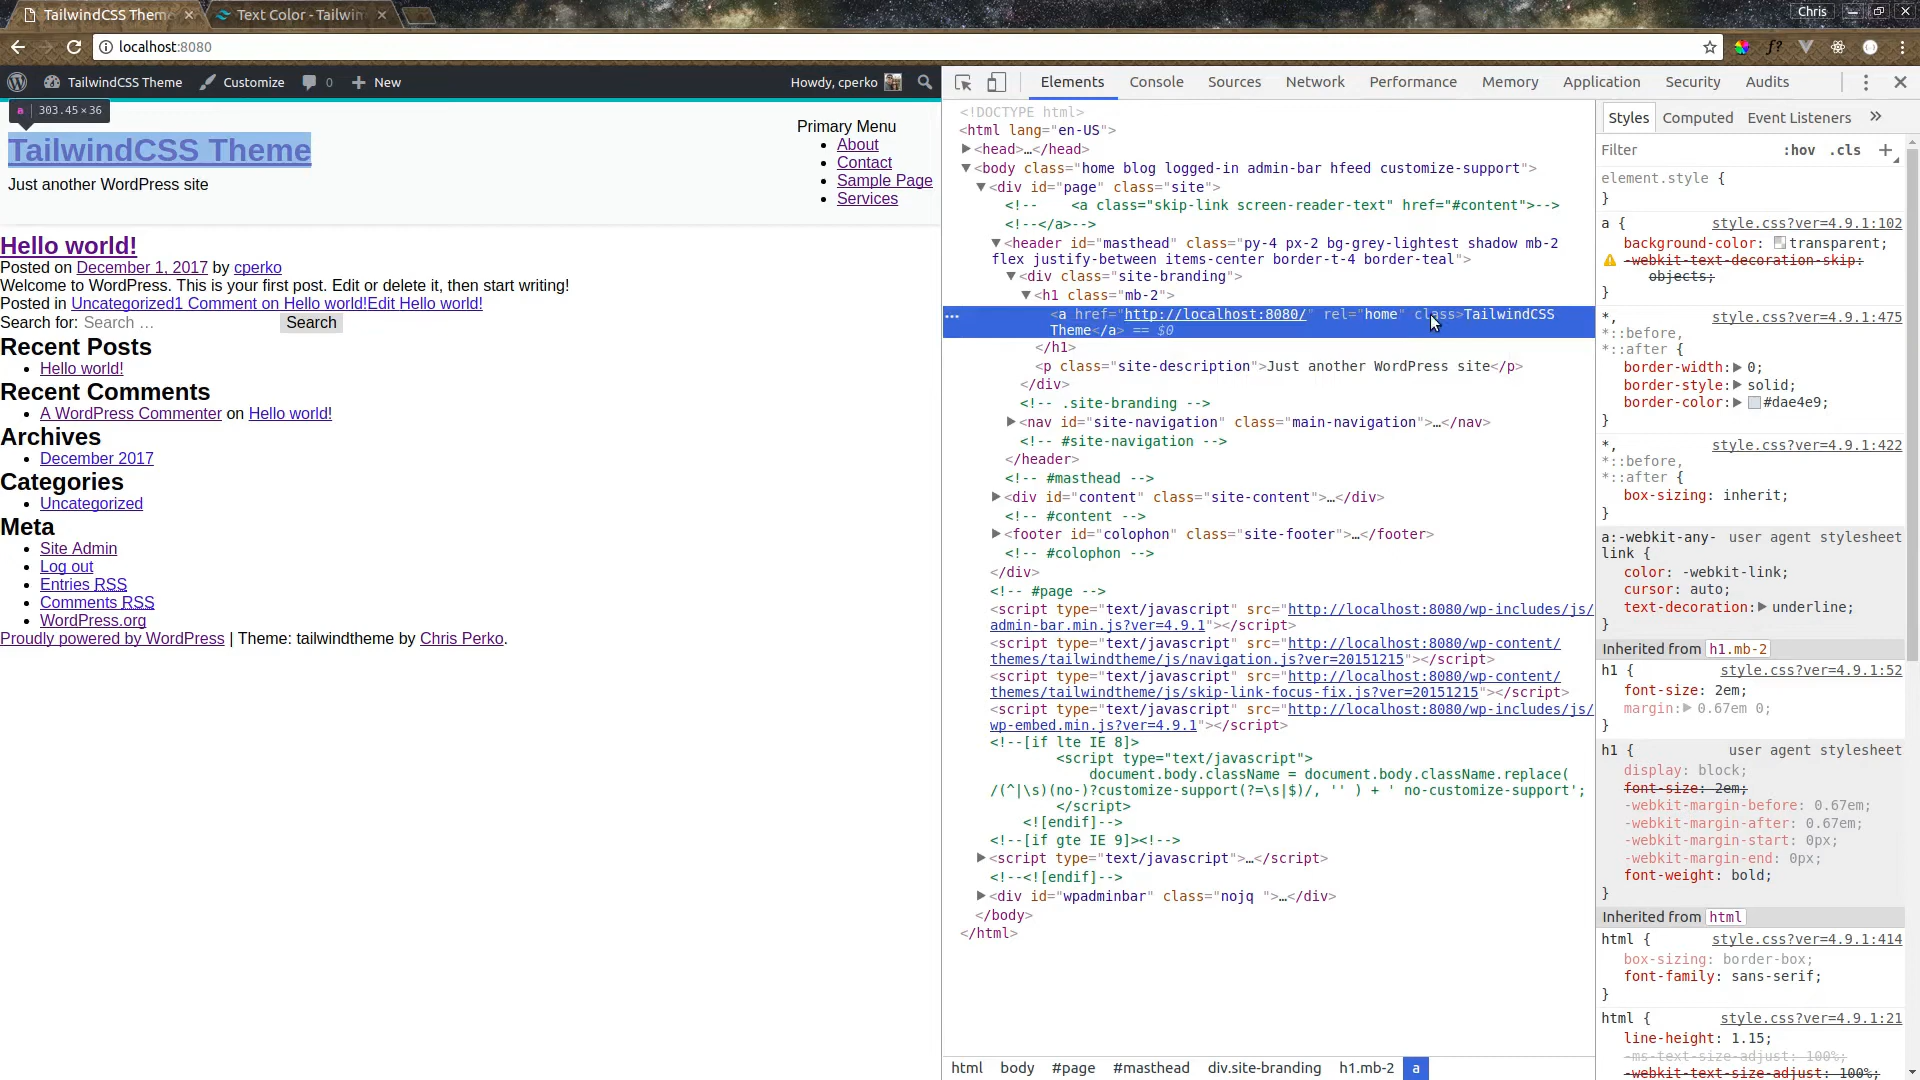 TailwindCSS Theme
Text Color - Tailwin
Chris
localhost:8080
TailwindCSS Theme
Customize
0
New
Howdy, cperko
a 303.45 × 36
TailwindCSS Theme
Just another WordPress site
Primary Menu
About
Contact
Sample Page
Services
Hello world!
Posted on December 1, 2017 by cperko
Welcome to WordPress. This is your first post. Edit or delete it, then start writing!
Posted in Uncategorized1 Comment on Hello world!Edit Hello world!
Search for: Search …
Search
Recent Posts
Hello world!
Recent Comments
A WordPress Commenter on Hello world!
Archives
December 2017
Categories
Uncategorized
Meta
Site Admin
Log out
Entries RSS
Comments RSS
WordPress.org
Proudly powered by WordPress | Theme: tailwindtheme by Chris Perko.
Elements
Console
Sources
Network
Performance
Memory
Application
Security
Audits
<!DOCTYPE html>
<html lang="en-US">
<head>…</head>
<body class="home blog logged-in admin-bar hfeed customize-support">
<div id="page" class="site">
<!-- <a class="skip-link screen-reader-text" href="#content">-->
<!--</a>-->
<header id="masthead" class="py-4 px-2 bg-grey-lightest shadow mb-2
flex justify-between items-center border-t-4 border-teal">
<div class="site-branding">
<h1 class="mb-2">
<a href="http://localhost:8080/" rel="home" class>TailwindCSS
Theme</a> == $0
</h1>
<p class="site-description">Just another WordPress site</p>
</div>
<!-- .site-branding -->
<nav id="site-navigation" class="main-navigation">…</nav>
<!-- #site-navigation -->
</header>
<!-- #masthead -->
<div id="content" class="site-content">…</div>
<!-- #content -->
<footer id="colophon" class="site-footer">…</footer>
<!-- #colophon -->
</div>
<!-- #page -->
<script type="text/javascript" src="http://localhost:8080/wp-includes/js/
admin-bar.min.js?ver=4.9.1"></script>
<script type="text/javascript" src="http://localhost:8080/wp-content/
themes/tailwindtheme/js/navigation.js?ver=20151215"></script>
<script type="text/javascript" src="http://localhost:8080/wp-content/
themes/tailwindtheme/js/skip-link-focus-fix.js?ver=20151215"></script>
<script type="text/javascript" src="http://localhost:8080/wp-includes/js/
wp-embed.min.js?ver=4.9.1"></script>
<!--[if lte IE 8]>
<script type="text/javascript">
document.body.className = document.body.className.replace(
/(^|\s)(no-)?customize-support(?=\s|$)/, '' ) + ' no-customize-support';
</script>
<![endif]-->
<!--[if gte IE 9]><!-->
<script type="text/javascript">…</script>
<!--<![endif]-->
<div id="wpadminbar" class="nojq ">…</div>
</body>
</html>
html body #page #masthead div.site-branding h1.mb-2 a
Styles Computed Event Listeners »
Filter :hov .cls +
element.style {
}
a { style.css?ver=4.9.1:102
background-color: transparent;
-webkit-text-decoration-skip:
objects;
}
*, style.css?ver=4.9.1:475
*::before,
*::after {
border-width: 0;
border-style: solid;
border-color: #dae4e9;
}
*, style.css?ver=4.9.1:422
*::before,
*::after {
box-sizing: inherit;
}
a:-webkit-any- user agent stylesheet
link {
color: -webkit-link;
cursor: auto;
text-decoration: underline;
}
Inherited from h1.mb-2
h1 { style.css?ver=4.9.1:52
font-size: 2em;
margin: 0.67em 0;
}
h1 { user agent stylesheet
display: block;
font-size: 2em;
-webkit-margin-before: 0.67em;
-webkit-margin-after: 0.67em;
-webkit-margin-start: 0px;
-webkit-margin-end: 0px;
font-weight: bold;
}
Inherited from html
html { style.css?ver=4.9.1:414
box-sizing: border-box;
font-family: sans-serif;
}
html { style.css?ver=4.9.1:21
line-height: 1.15;
-ms-text-size-adjust: 100%;
-webkit-text-size-adjust: 100%;